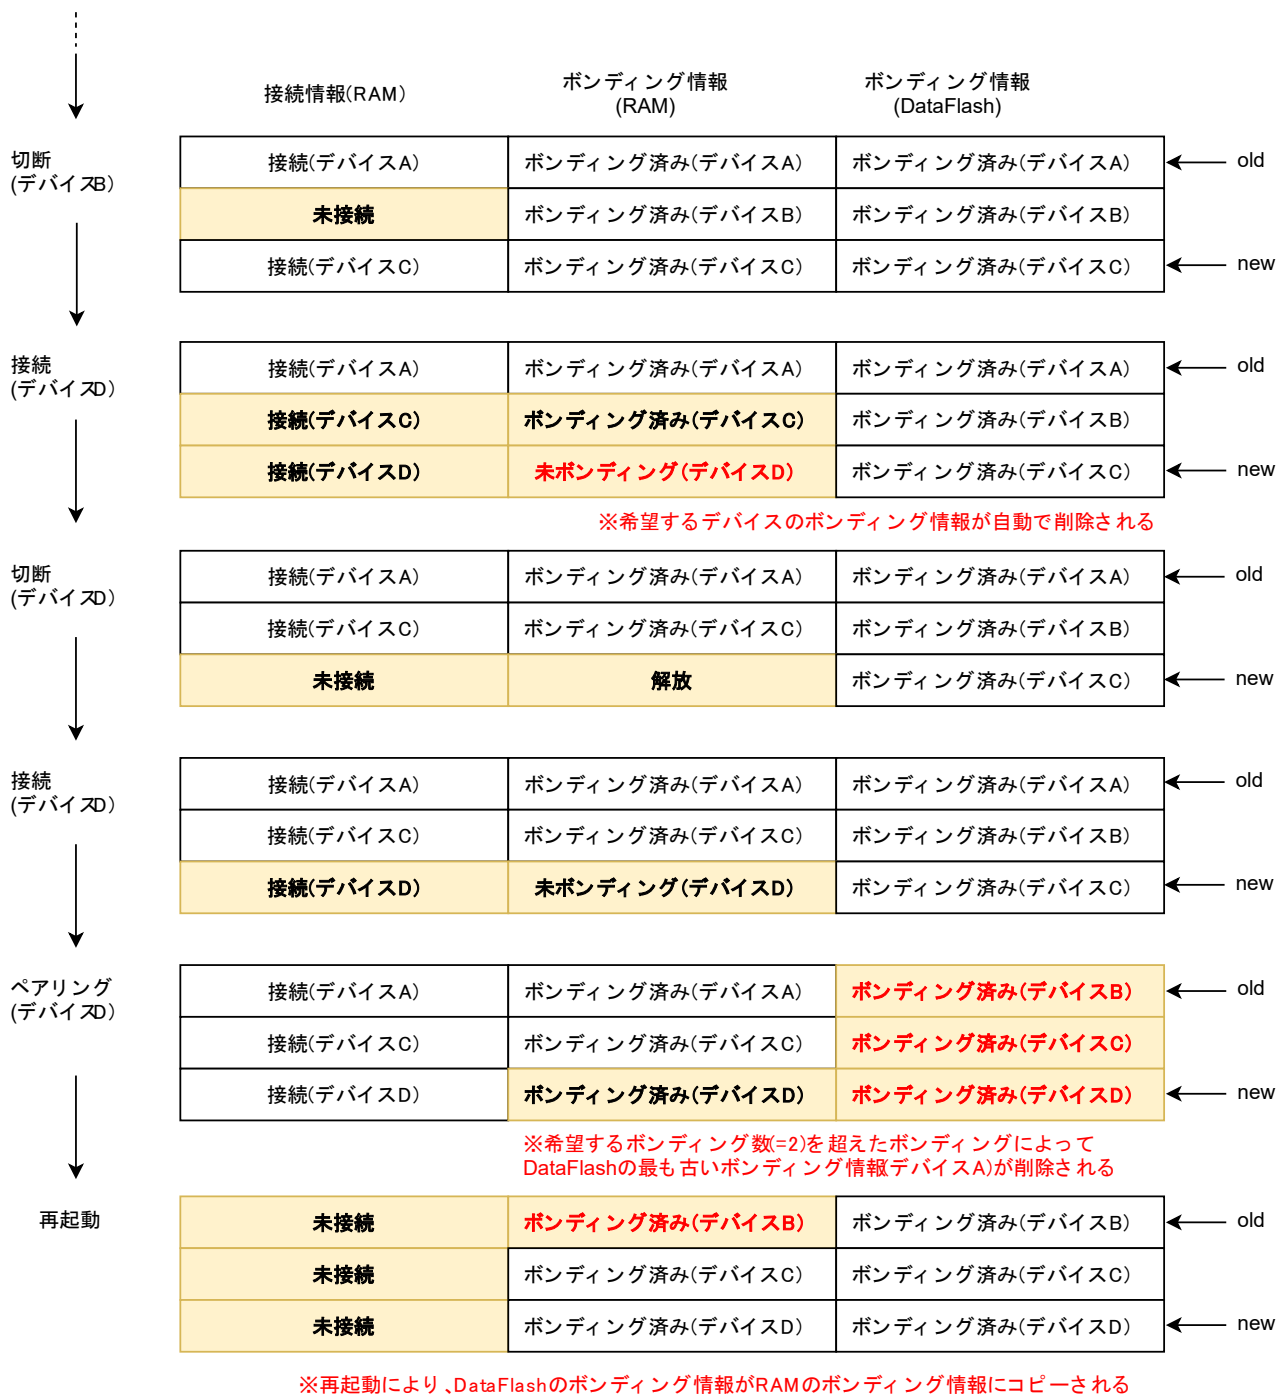 接続情報(RAM)
ボンディング情報
(RAM)
ボンディング情報
(DataFlash)
切断
(デバイスB)
接続(デバイスA)
ボンディング済み(デバイスA)
ボンディング済み(デバイスA)
old
未接続
ボンディング済み(デバイスB)
ボンディング済み(デバイスB)
接続(デバイスC)
ボンディング済み(デバイスC)
ボンディング済み(デバイスC)
new
接続
(デバイスD)
接続(デバイスA)
ボンディング済み(デバイスA)
ボンディング済み(デバイスA)
old
接続(デバイスC)
ボンディング済み(デバイスC)
ボンディング済み(デバイスB)
接続(デバイスD)
未ボンディング(デバイスD)
ボンディング済み(デバイスC)
new
※希望するデバイスのボンディング情報が自動で削除される
切断
(デバイスD)
接続(デバイスA)
ボンディング済み(デバイスA)
ボンディング済み(デバイスA)
old
接続(デバイスC)
ボンディング済み(デバイスC)
ボンディング済み(デバイスB)
未接続
解放
ボンディング済み(デバイスC)
new
接続
(デバイスD)
接続(デバイスA)
ボンディング済み(デバイスA)
ボンディング済み(デバイスA)
old
接続(デバイスC)
ボンディング済み(デバイスC)
ボンディング済み(デバイスB)
接続(デバイスD)
未ボンディング(デバイスD)
ボンディング済み(デバイスC)
new
ペアリング
(デバイスD)
接続(デバイスA)
ボンディング済み(デバイスA)
ボンディング済み(デバイスB)
old
接続(デバイスC)
ボンディング済み(デバイスC)
ボンディング済み(デバイスC)
接続(デバイスD)
ボンディング済み(デバイスD)
ボンディング済み(デバイスD)
new
※希望するボンディング数(=2)を超えたボンディングによって
DataFlashの最も古いボンディング情報(デバイスA)が削除される
再起動
未接続
ボンディング済み(デバイスB)
ボンディング済み(デバイスB)
old
未接続
ボンディング済み(デバイスC)
ボンディング済み(デバイスC)
未接続
ボンディング済み(デバイスD)
ボンディング済み(デバイスD)
new
※再起動により、DataFlashのボンディング情報がRAMのボンディング情報にコピーされる